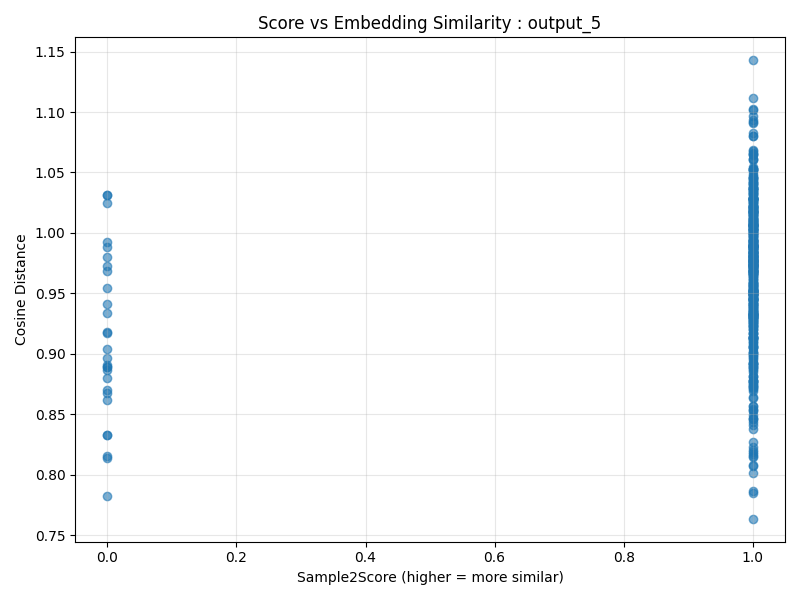 Score vs Embedding Similarity : output_5
Cosine Distance
1.15
1.10
1.05
1.00
0.95
0.90
0.85
0.80
0.75
0.0 0.2 0.4 0.6 0.8 1.0
Sample2Score (higher = more similar)